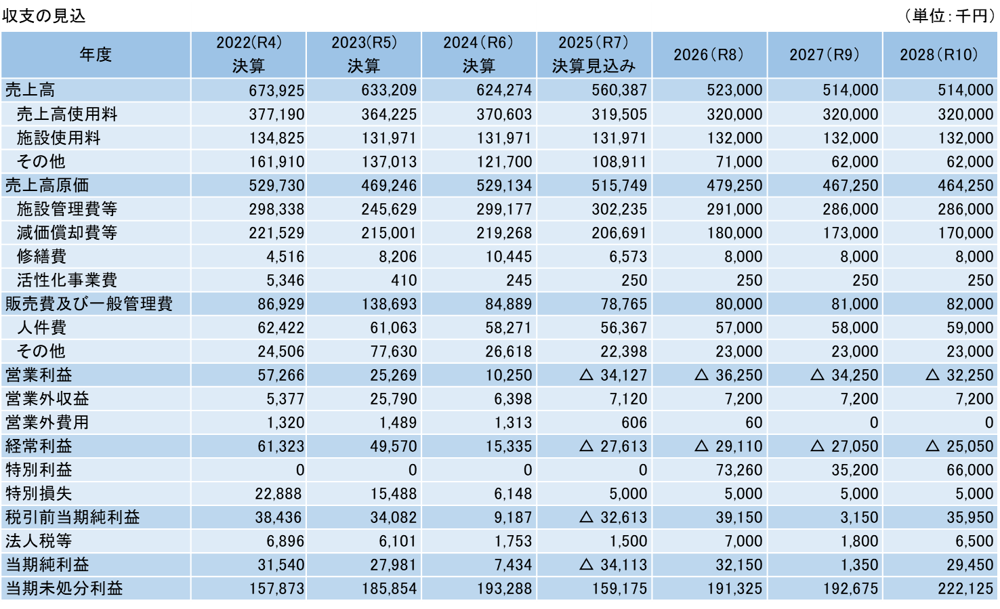 収支の見込
（単位：千円）
年度 2022(R4) 決算 2023(R5) 決算 2024(R6) 決算 2025(R7) 決算見込み 2026(R8) 2027(R9) 2028(R10)
売上高 673,925 633,209 624,274 560,387 523,000 514,000 514,000
売上高使用料 377,190 364,225 370,603 319,505 320,000 320,000 320,000
施設使用料 134,825 131,971 131,971 131,971 132,000 132,000 132,000
その他 161,910 137,013 121,700 108,911 71,000 62,000 62,000
売上高原価 529,730 469,246 529,134 515,749 479,250 467,250 464,250
施設管理費等 298,338 245,629 299,177 302,235 291,000 286,000 286,000
減価償却費等 221,529 215,001 219,268 206,691 180,000 173,000 170,000
修繕費 4,516 8,206 10,445 6,573 8,000 8,000 8,000
活性化事業費 5,346 410 245 250 250 250 250
販売費及び一般管理費 86,929 138,693 84,889 78,765 80,000 81,000 82,000
人件費 62,422 61,063 58,271 56,367 57,000 58,000 59,000
その他 24,506 77,630 26,618 22,398 23,000 23,000 23,000
営業利益 57,266 25,269 10,250 △ 34,127 △ 36,250 △ 34,250 △ 32,250
営業外収益 5,377 25,790 6,398 7,120 7,200 7,200 7,200
営業外費用 1,320 1,489 1,313 606 60 0 0
経常利益 61,323 49,570 15,335 △ 27,613 △ 29,110 △ 27,050 △ 25,050
特別利益 0 0 0 0 73,260 35,200 66,000
特別損失 22,888 15,488 6,148 5,000 5,000 5,000 5,000
税引前当期純利益 38,436 34,082 9,187 △ 32,613 39,150 3,150 35,950
法人税等 6,896 6,101 1,753 1,500 7,000 1,800 6,500
当期純利益 31,540 27,981 7,434 △ 34,113 32,150 1,350 29,450
当期未処分利益 157,873 185,854 193,288 159,175 191,325 192,675 222,125